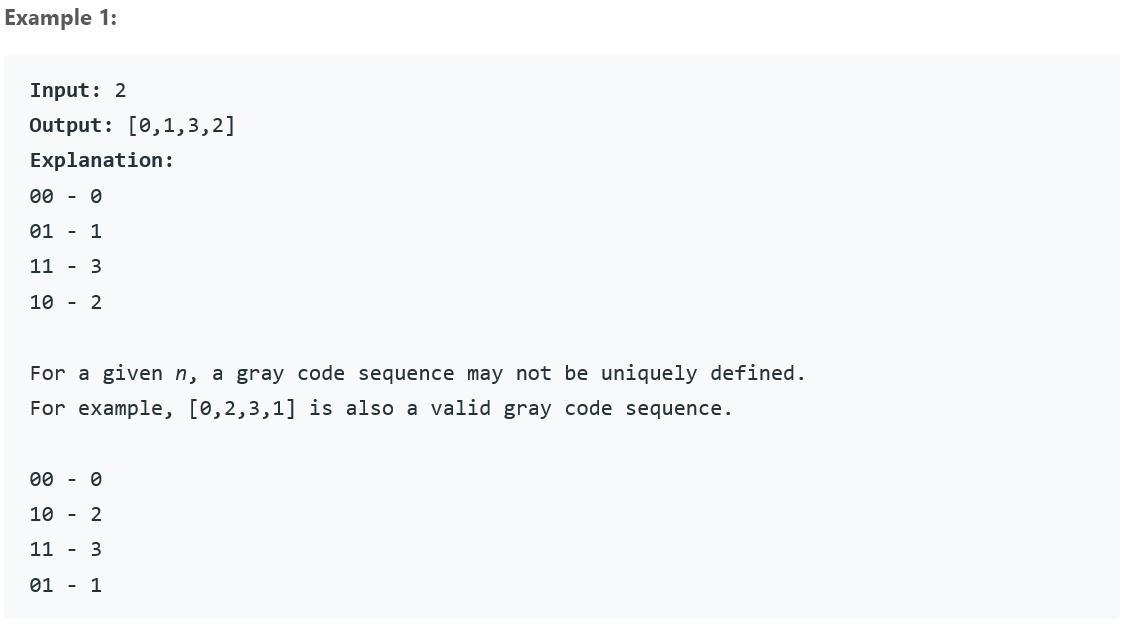 Example 1:
Input: 2
Output: [0,1,3,2]
Explanation:
00 - 0
01 - 1
11 - 3
10 - 2
For a given n, a gray code sequence may not be uniquely defined.
For example, [0,2,3,1] is also a valid gray code sequence.
00 - 0
10 - 2
11 - 3
01 - 1